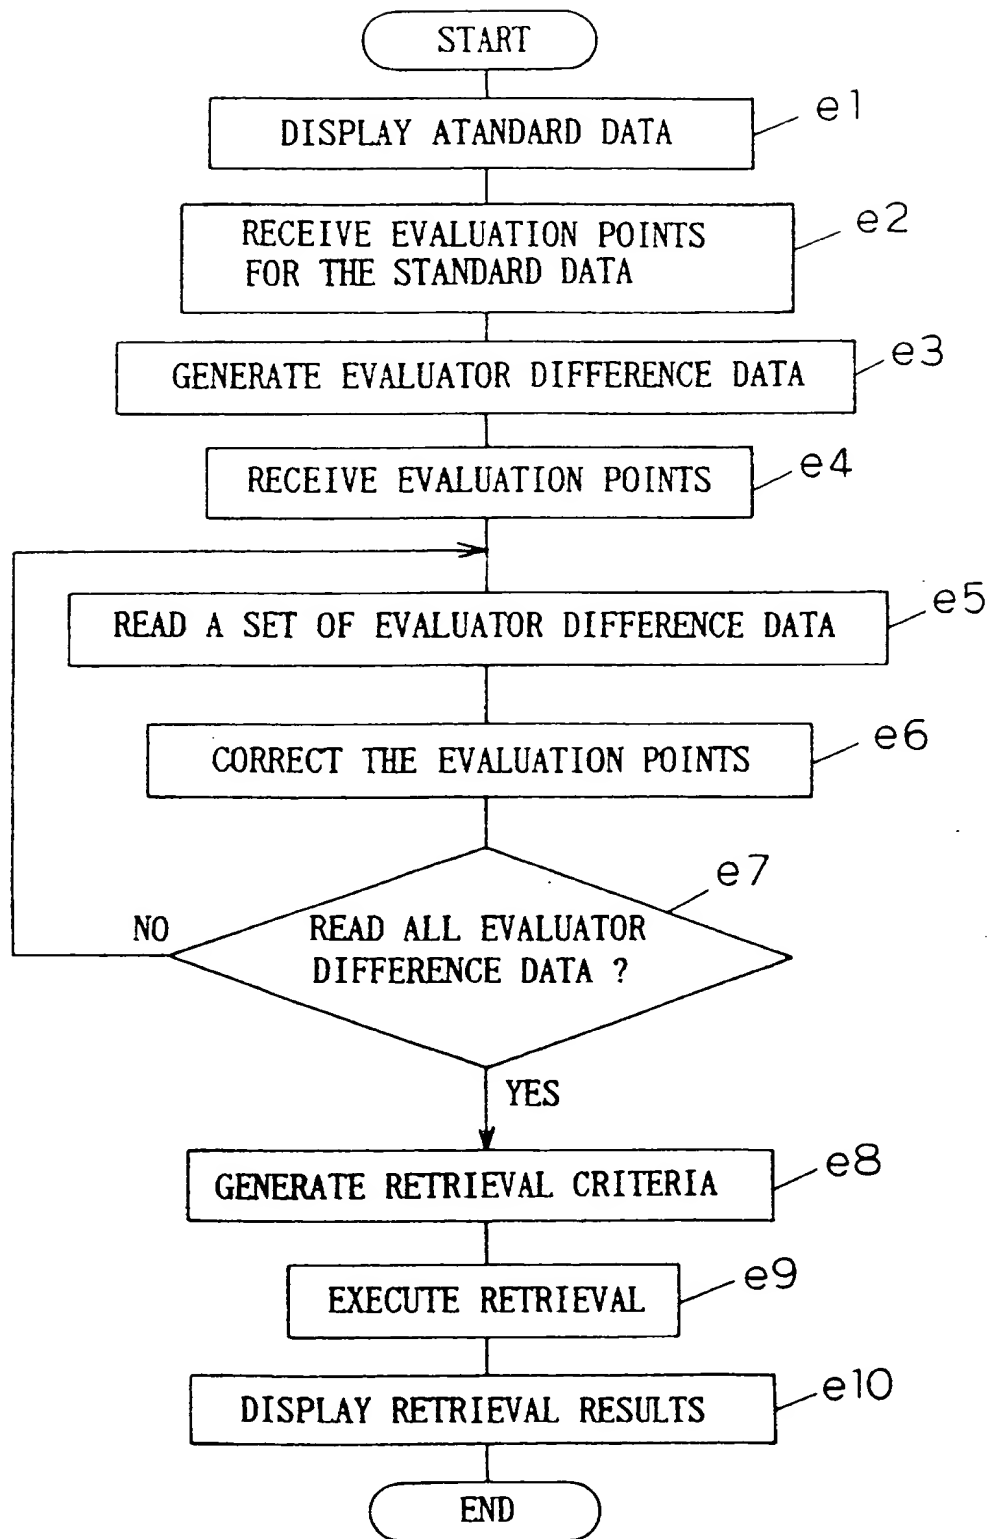 START
DISPLAY ATANDARD DATA
e1
RECEIVE EVALUATION POINTS
FOR THE STANDARD DATA
e2
GENERATE EVALUATOR DIFFERENCE DATA
e3
RECEIVE EVALUATION POINTS
e4
READ A SET OF EVALUATOR DIFFERENCE DATA
e5
CORRECT THE EVALUATION POINTS
e6
e7
NO
READ ALL EVALUATOR
DIFFERENCE DATA ?
YES
GENERATE RETRIEVAL CRITERIA
e8
EXECUTE RETRIEVAL
e9
DISPLAY RETRIEVAL RESULTS
e10
END